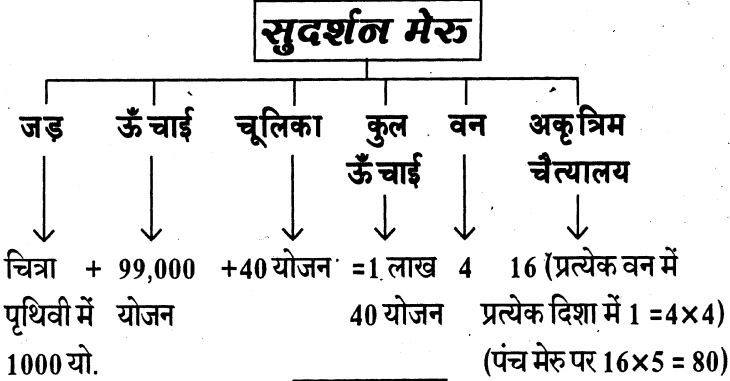 सुदर्शन मेरु
जड़ ऊँचाई चूलिका कुल वन अकृत्रिम
ऊँचाई चैत्यालय
चित्रा + 99,000 +40 योजन =1 लाख 4 16 (प्रत्येक वन में
पृथिवी में योजन 40 योजन प्रत्येक दिशा में 1 =4×4)
1000 यो. (पंच मेरु पर 16×5 = 80)